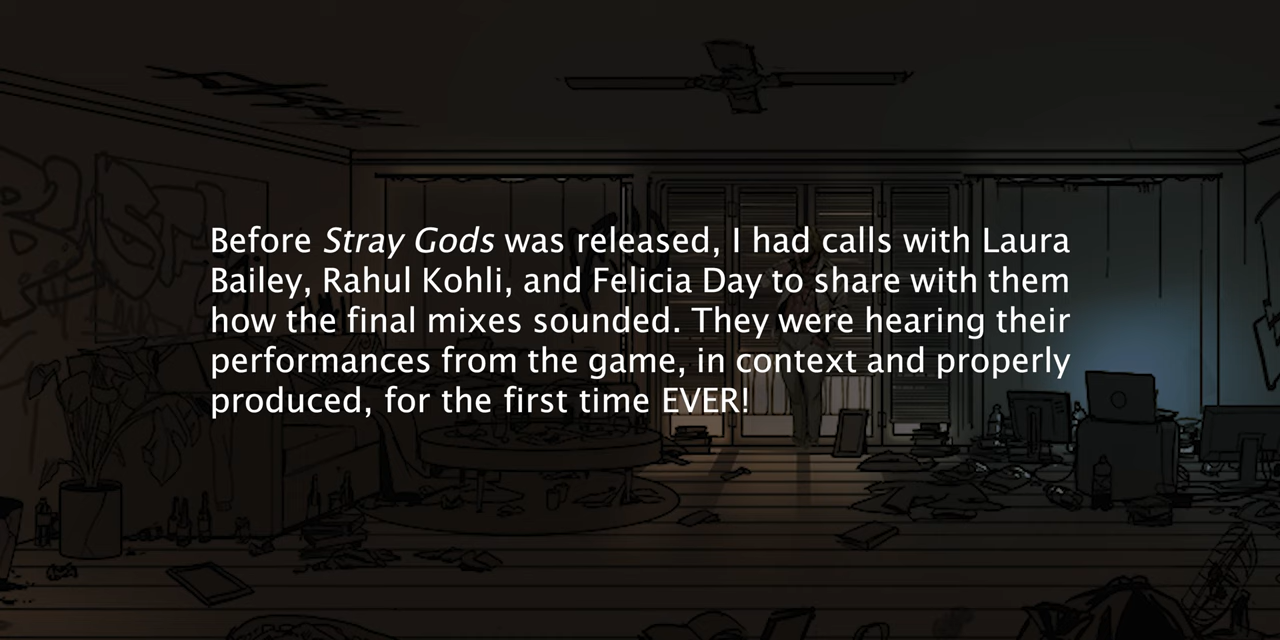 Before Stray Gods was released, I had calls with Laura
Bailey, Rahul Kohli, and Felicia Day to share with them
how the final mixes sounded. They were hearing their
performances from the game, in context and properly
produced, for the first time EVER!